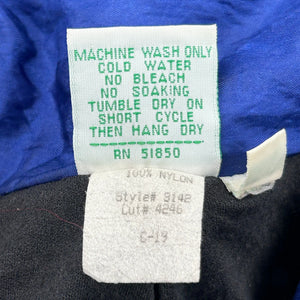 MACHINE WASH ONLY
COLD WATER
NO BLEACH
NO SOAKING
TUMBLE DRY ON
SHORT CYCLE
THEN HANG DRY
RN 51850
100% NYLON
Style# 9142
Cut# 4246
C-19